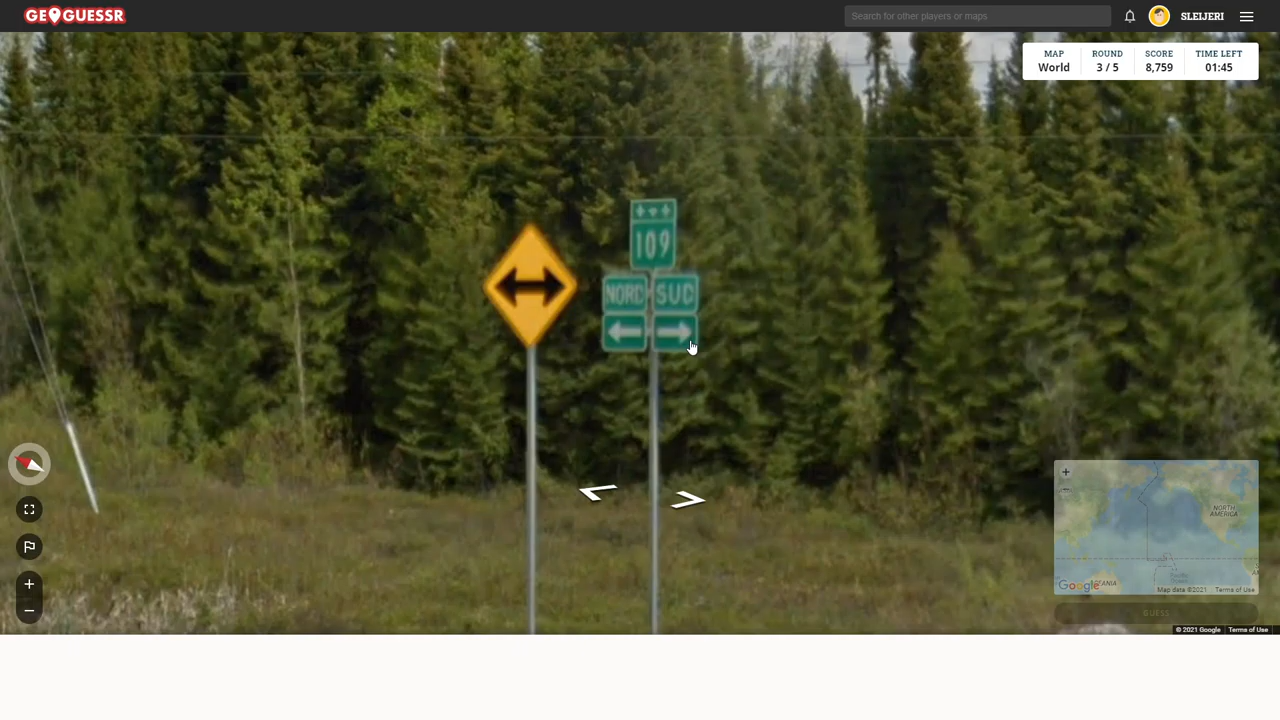 GEOGUESSR
Search for other players or maps
SLEIJERI
MAP
World
ROUND
3 / 5
SCORE
8,759
TIME LEFT
01:45
109
NORD SUD
NORTH
AMERICA
Google
Map data ©2021 Terms of Use
GUESS
© 2021 Google Terms of Use